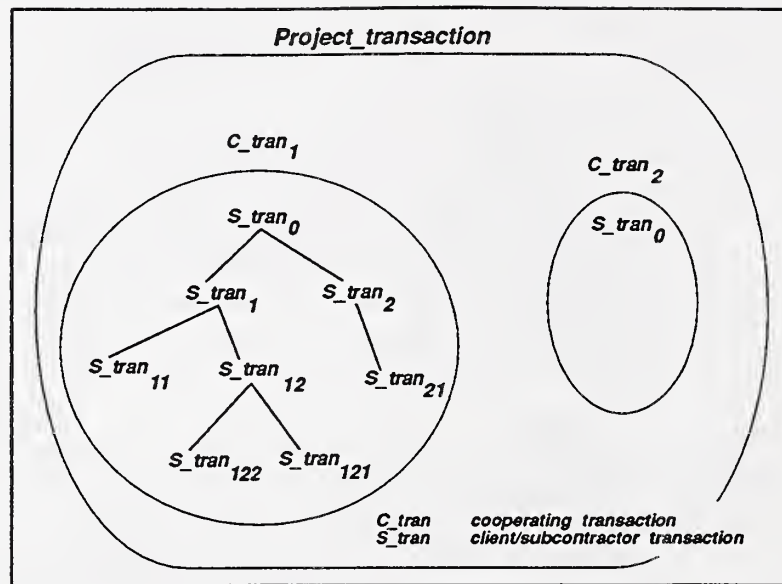 Project_transaction
C_tran1
C_tran2
S_tran0
S_tran0
S_tran1
S_tran2
S_tran11
S_tran12
S_tran21
S_tran122
S_tran121
C_tran cooperating transaction
S_tran client/subcontractor transaction